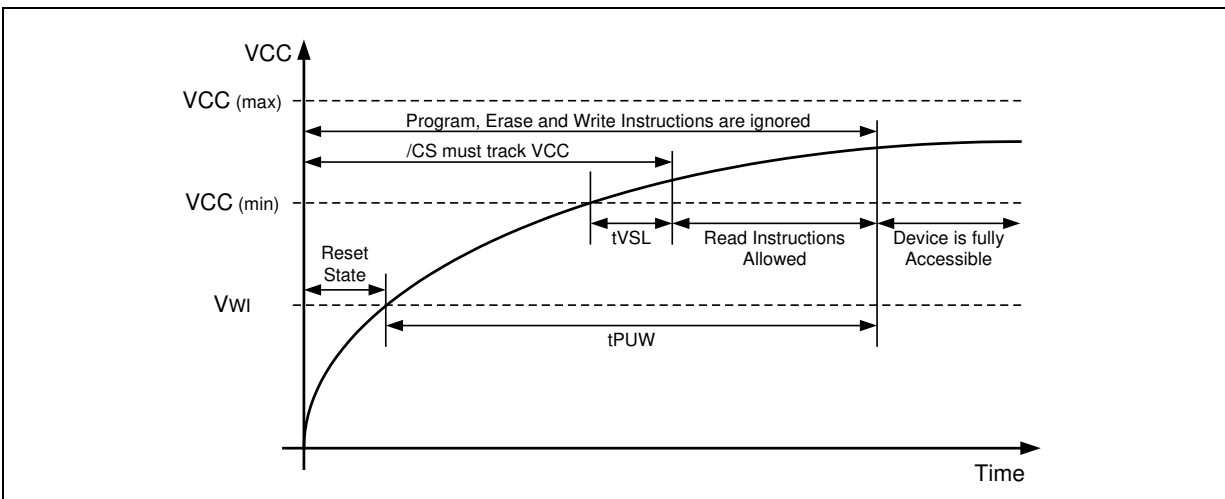 VCC
VCC (max)
Program, Erase and Write Instructions are ignored
/CS must track VCC
VCC (min)
tVSL
Read Instructions
Allowed
Device is fully
Accessible
Reset
State
VWI
tPUW
Time